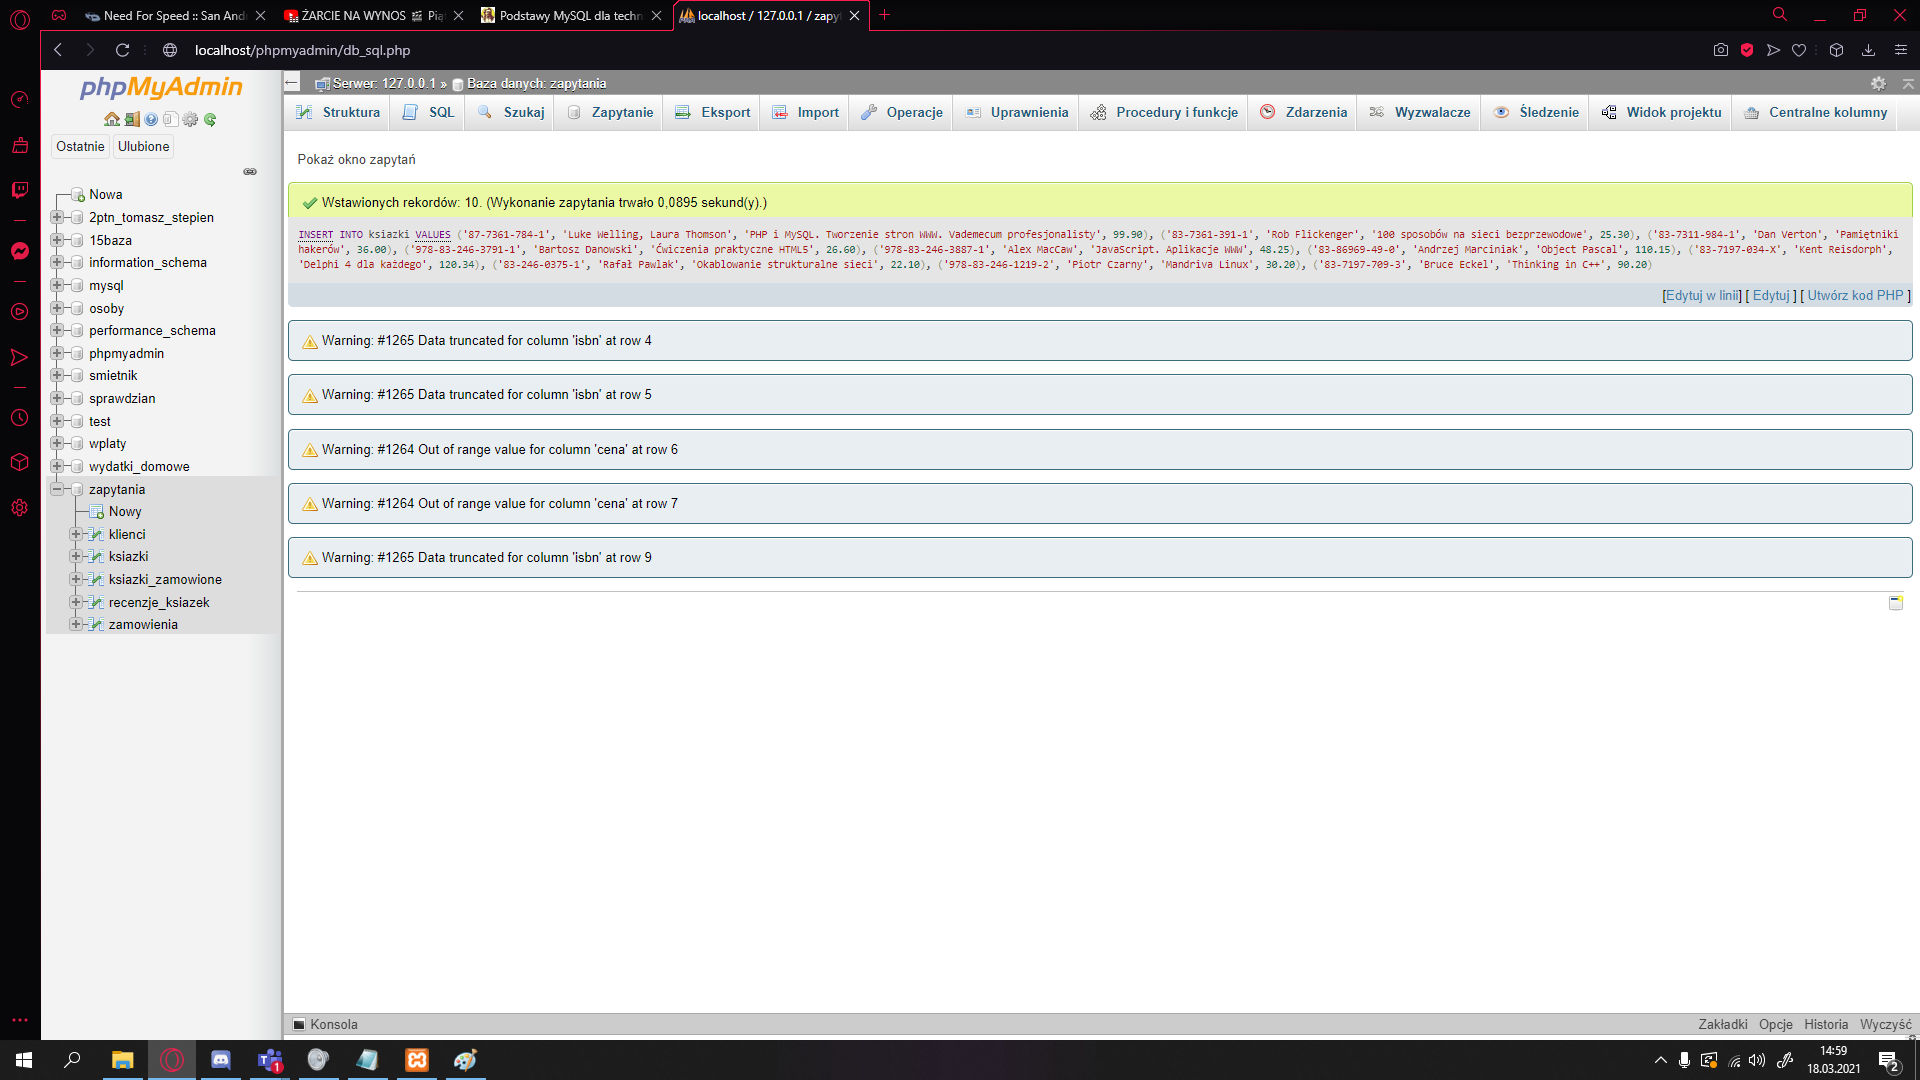 Need For Speed :: San And
ŻARCIE NA WYNOS 🎬 Pią
Podstawy MySQL dla techn
localhost / 127.0.0.1 / zapy
localhost/phpmyadmin/db_sql.php
phpMyAdmin
Ostatnie
Ulubione
Nowa
2ptn_tomasz_stepien
15baza
information_schema
mysql
osoby
performance_schema
phpmyadmin
smietnik
sprawdzian
test
wplaty
wydatki_domowe
zapytania
Nowy
klienci
ksiazki
ksiazki_zamowione
recenzje_ksiazek
zamowienia
Serwer: 127.0.0.1 » Baza danych: zapytania
Struktura
SQL
Szukaj
Zapytanie
Eksport
Import
Operacje
Uprawnienia
Procedury i funkcje
Zdarzenia
Wyzwalacze
Śledzenie
Widok projektu
Centralne kolumny
Pokaż okno zapytań
Wstawionych rekordów: 10. (Wykonanie zapytania trwało 0,0895 sekund(y).)
INSERT INTO ksiazki VALUES ('87-7361-784-1', 'Luke Welling, Laura Thomson', 'PHP i MySQL. Tworzenie stron WWW. Vademecum profesjonalisty', 99.90), ('83-7361-391-1', 'Rob Flickenger', '100 sposobów na sieci bezprzewodowe', 25.30), ('83-7311-984-1', 'Dan Verton', 'Pamiętniki
hakerów', 36.00), ('978-83-246-3791-1', 'Bartosz Danowski', 'Ćwiczenia praktyczne HTML5', 26.60), ('978-83-246-3887-1', 'Alex MacCaw', 'JavaScript. Aplikacje WWW', 48.25), ('83-86969-49-0', 'Andrzej Marciniak', 'Object Pascal', 110.15), ('83-7197-034-X', 'Kent Reisdorph',
'Delphi 4 dla każdego', 120.34), ('83-246-0375-1', 'Rafał Pawlak', 'Okablowanie strukturalne sieci', 22.10), ('978-83-246-1219-2', 'Piotr Czarny', 'Mandriva Linux', 30.20), ('83-7197-709-3', 'Bruce Eckel', 'Thinking in C++', 90.20)
[Edytuj w linii] [ Edytuj ] [ Utwórz kod PHP ]
Warning: #1265 Data truncated for column 'isbn' at row 4
Warning: #1265 Data truncated for column 'isbn' at row 5
Warning: #1264 Out of range value for column 'cena' at row 6
Warning: #1264 Out of range value for column 'cena' at row 7
Warning: #1265 Data truncated for column 'isbn' at row 9
Konsola
Zakładki
Opcje
Historia
Wyczyść
1
14:59
18.03.2021
2